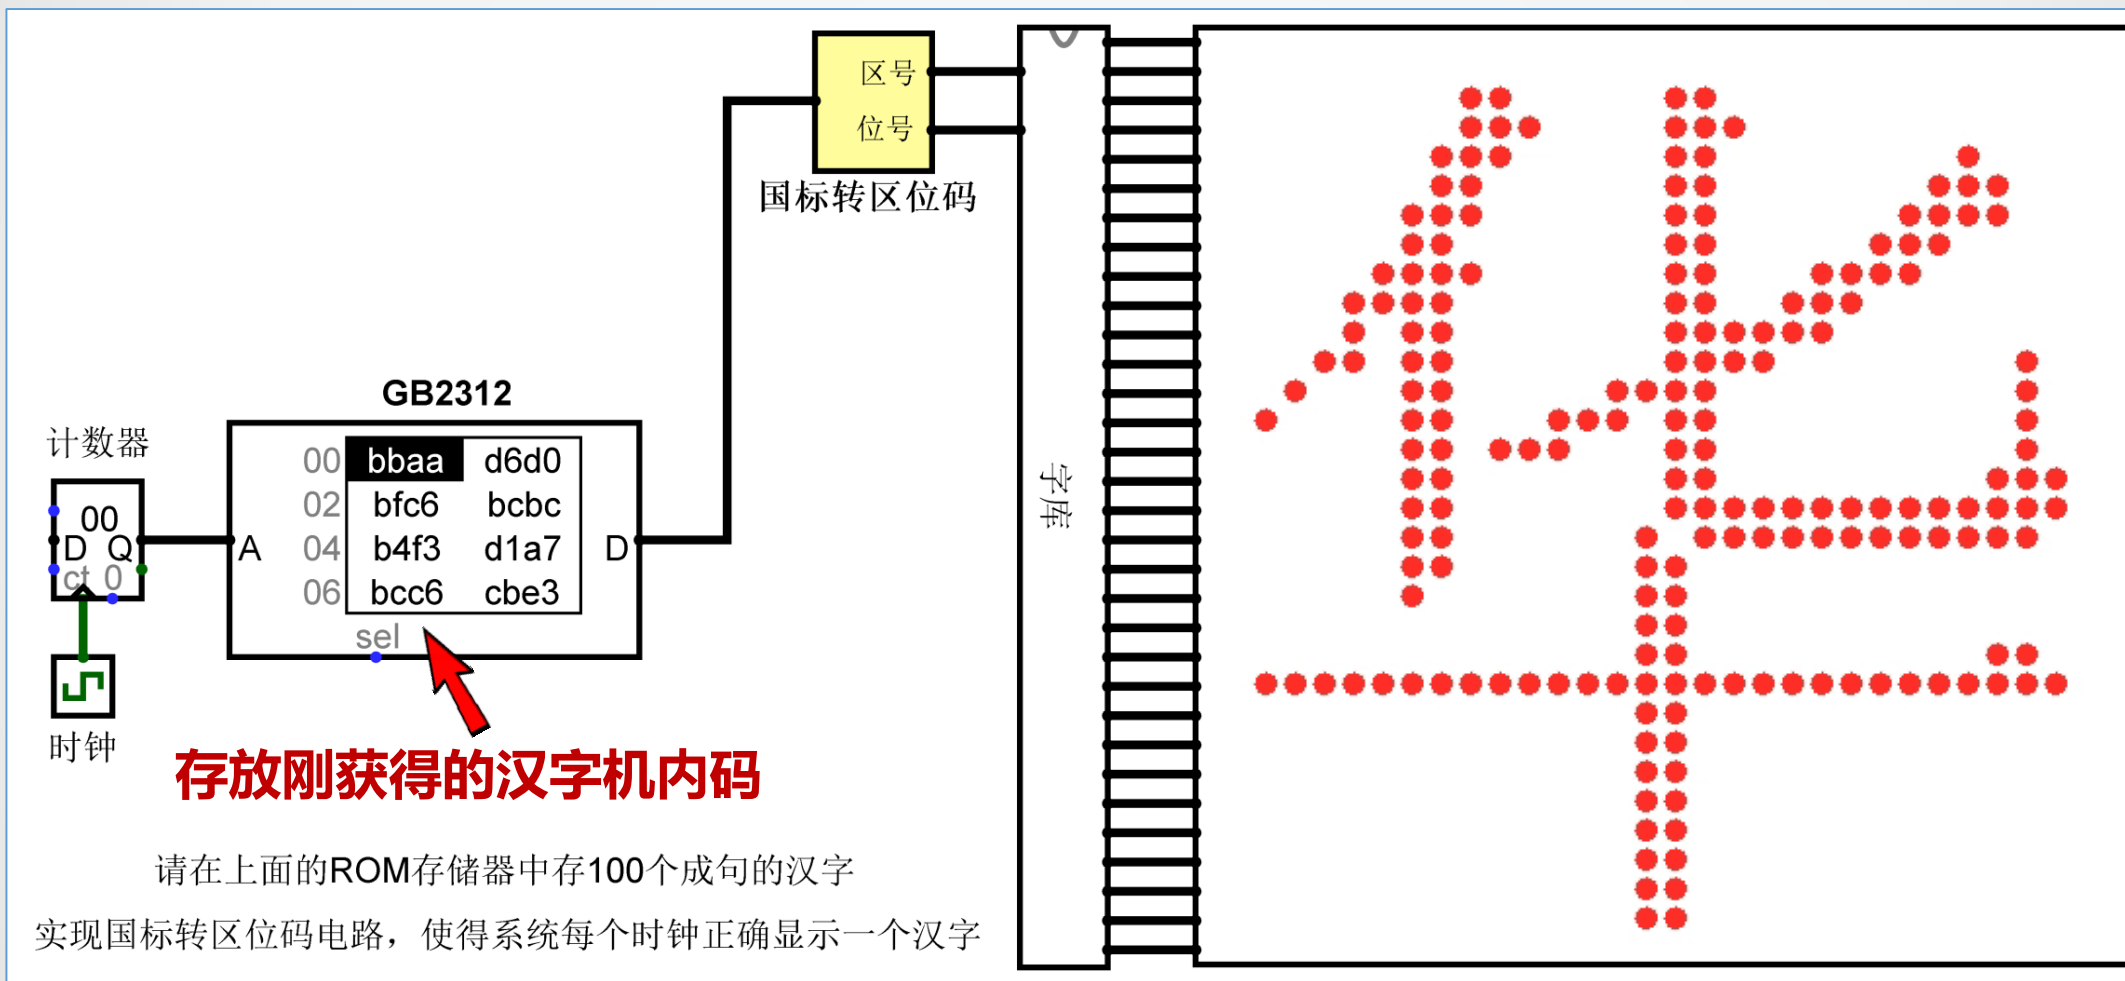 区号
位号
国标转区位码
GB2312
计数器
00 bbaa d6d0
02 bfc6 bcbc
04 b4f3 d1a7
06 bcc6 cbe3
00
D Q
ct 0
A
D
sel
时钟
字库
存放刚获得的汉字机内码
请在上面的ROM存储器中存100个成句的汉字
实现国标转区位码电路，使得系统每个时钟正确显示一个汉字
华